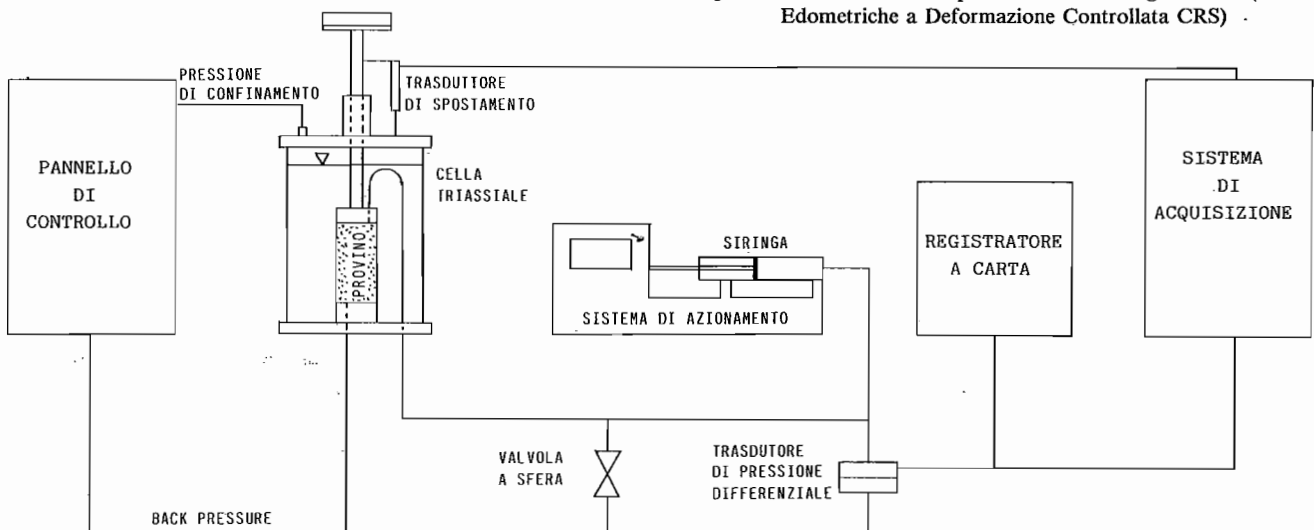 Edometriche a Deformazione Controllata CRS)
PRESSIONE
DI CONFINAMENTO
TRASDUTTORE
DI SPOSTAMENTO
PANNELLO
DI
CONTROLLO
CELLA
TRIASSIALE
PROVINO
SIRINGA
SISTEMA DI AZIONAMENTO
REGISTRATORE
A CARTA
SISTEMA
DI
ACQUISIZIONE
VALVOLA
A SFERA
TRASDUTORE
DI PRESSIONE
DIFFERENZIALE
BACK PRESSURE